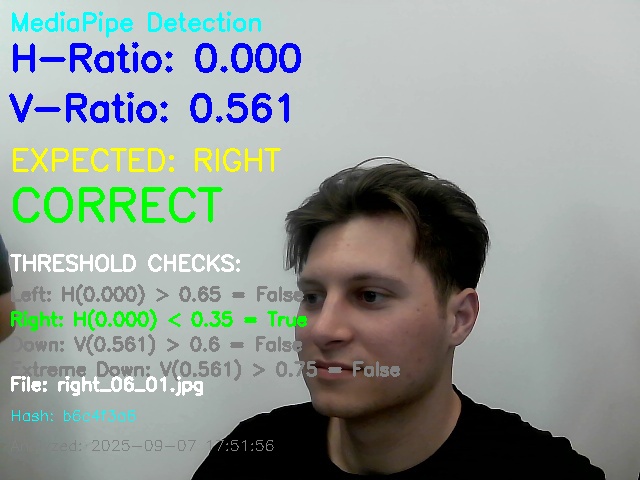 MediaPipe Detection
H-Ratio: 0.000
V-Ratio: 0.561
EXPECTED: RIGHT
CORRECT
THRESHOLD CHECKS:
Left: H(0.000) > 0.65 = False
Right: H(0.000) < 0.35 = True
Down: V(0.561) > 0.6 = False
Extreme Down: V(0.561) > 0.75 = False
File: right_06_01.jpg
Hash:
2025-09-07 17:51:56